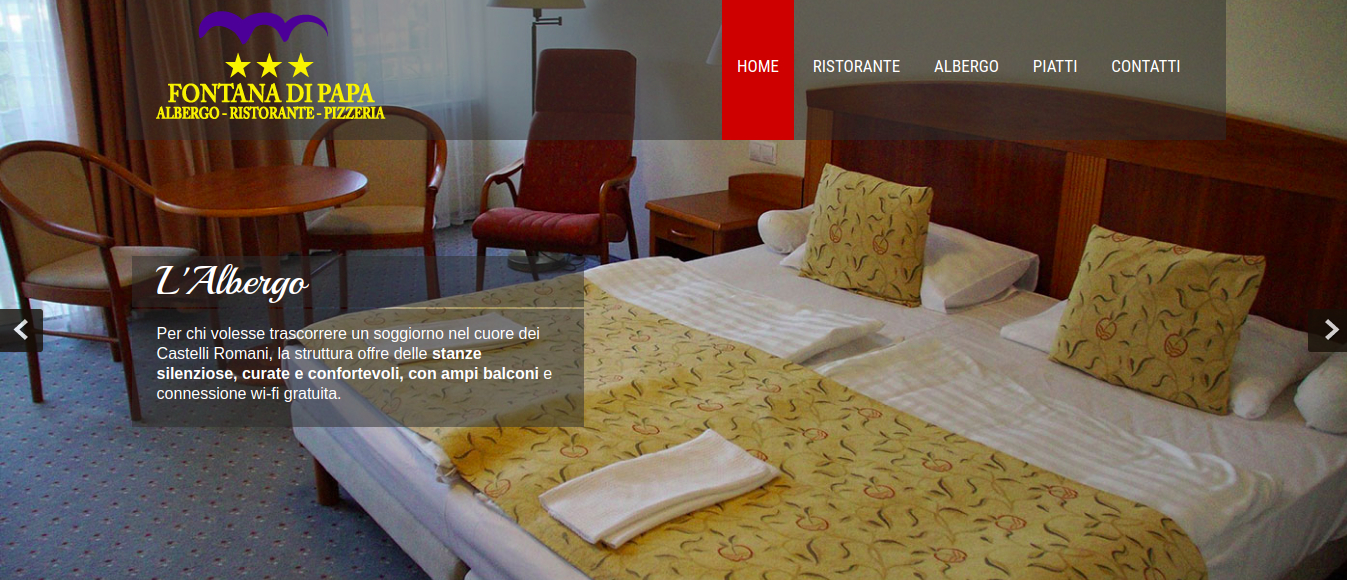 FONTANA DI PAPA
ALBERGO - RISTORANTE - PIZZERIA
HOME
RISTORANTE
ALBERGO
PIATTI
CONTATTI
L'Albergo
Per chi volesse trascorrere un soggiorno nel cuore dei
Castelli Romani, la struttura offre delle stanze
silenziose, curate e confortevoli, con ampi balconi e
connessione wi-fi gratuita.